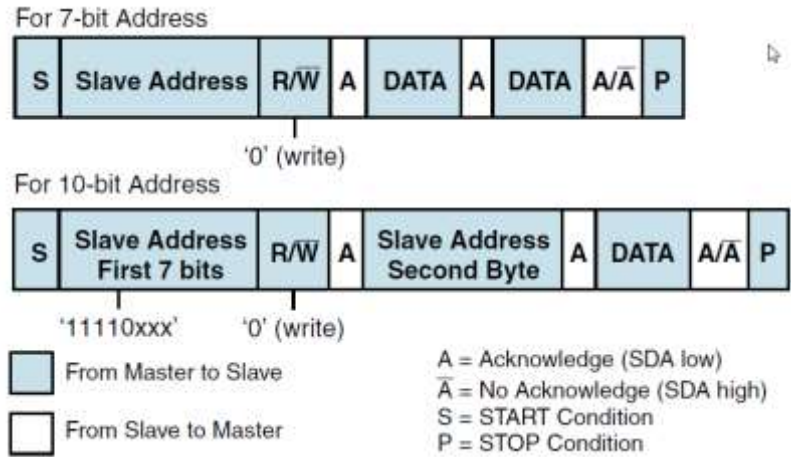 For 7-bit Address
S Slave Address R/W̅ A DATA A DATA A/A̅ P
'0' (write)
For 10-bit Address
S Slave Address First 7 bits R/W̅ A Slave Address Second Byte A DATA A/A̅ P
'11110xxx' '0' (write)
From Master to Slave
From Slave to Master
A = Acknowledge (SDA low)
A̅ = No Acknowledge (SDA high)
S = START Condition
P = STOP Condition